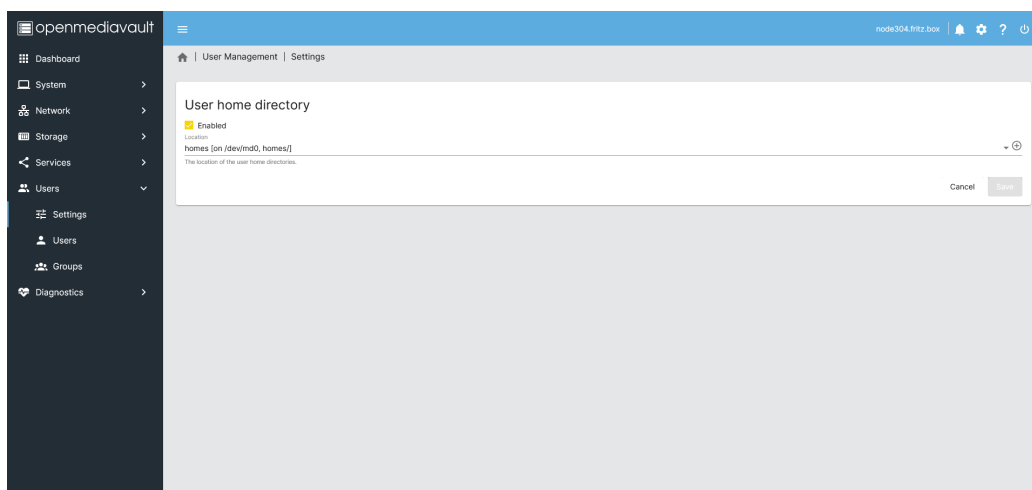 openmediavault
node304.fritz.box
Dashboard
| User Management | Settings
System
Network
User home directory
Enabled
Storage
Location
homes [on /dev/md0, homes/]
Services
The location of the user home directories.
Users
Cancel Save
Settings
Users
Groups
Diagnostics